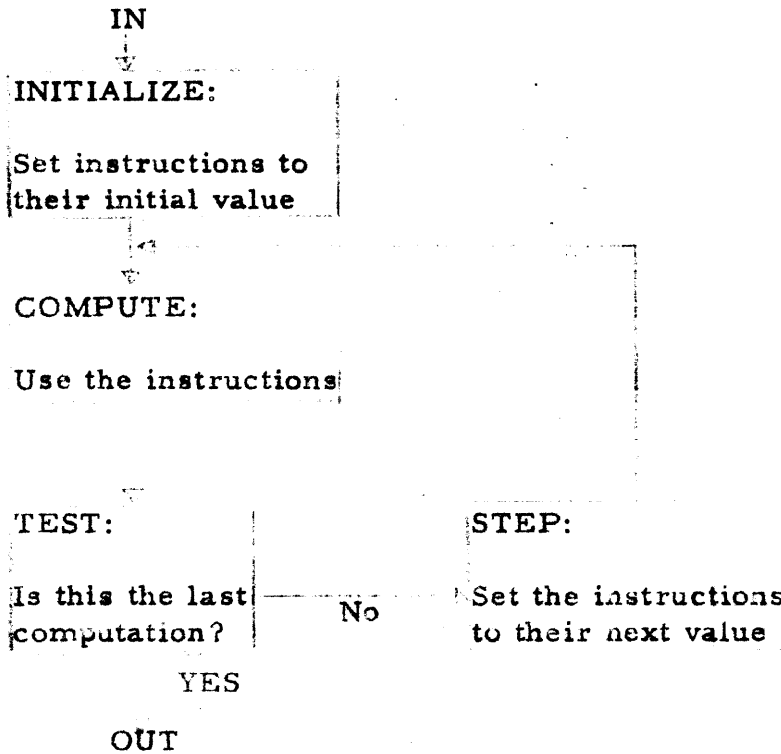 IN
INITIALIZE:
Set instructions to
their initial value
COMPUTE:
Use the instructions
TEST:
Is this the last
computation?
No
STEP:
Set the instructions
to their next value
YES
OUT